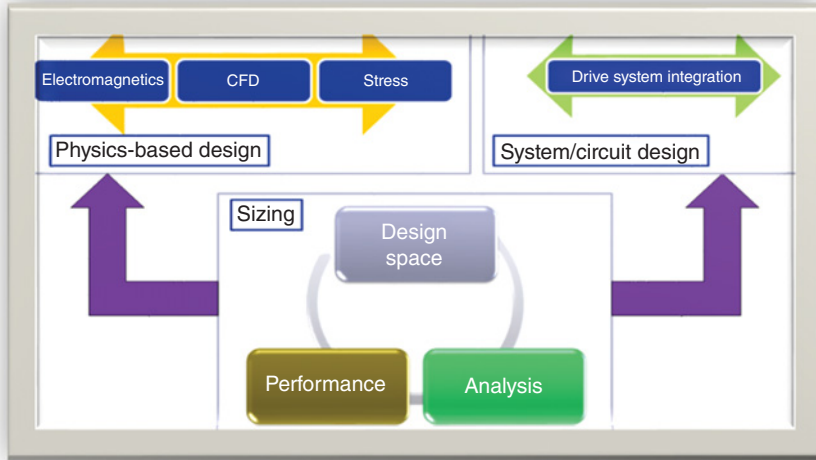 Electromagnetics
CFD
Stress
Drive system integration
Physics-based design
System/circuit design
Sizing
Design
space
Performance
Analysis